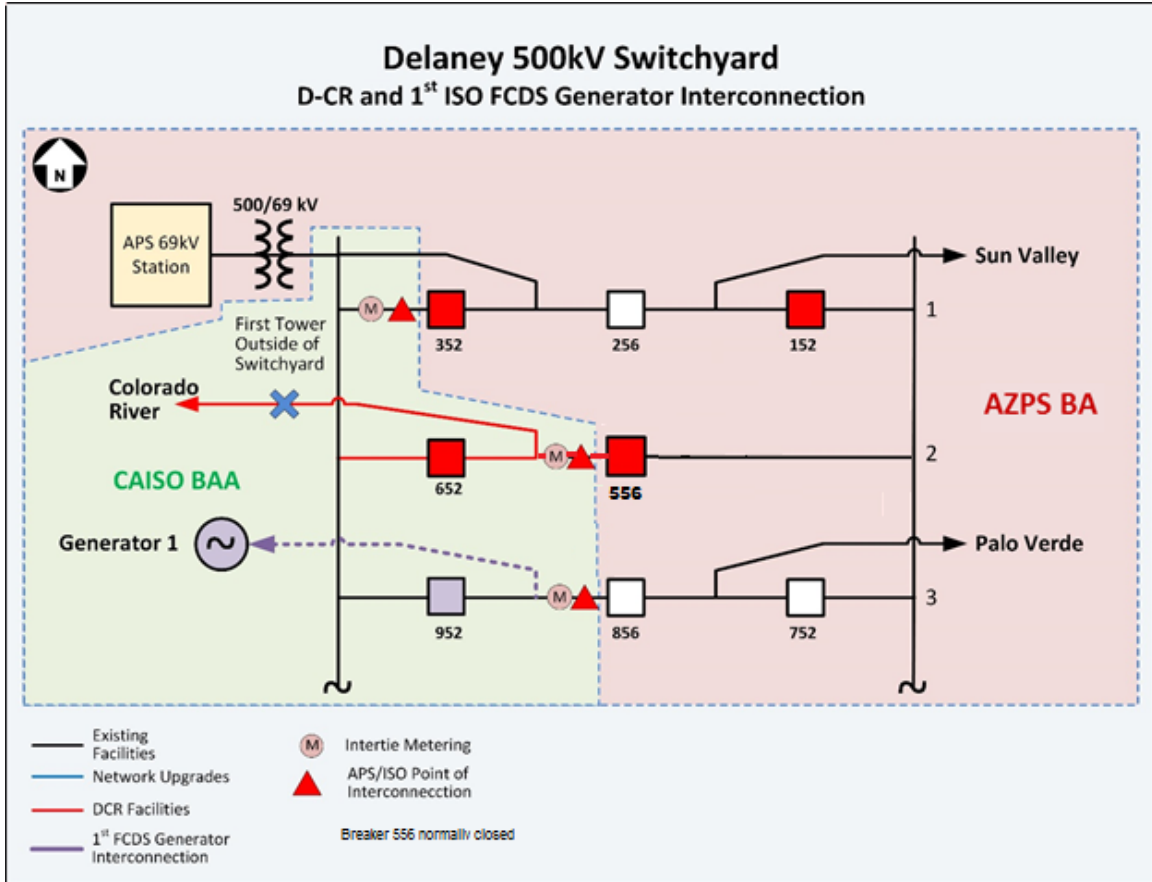 Delaney 500kV Switchyard
D-CR and 1st ISO FCDS Generator Interconnection
N
500/69 kV
APS 69kV
Station
Sun Valley
M
1
352
256
152
First Tower
Outside of
Switchyard
Colorado
River
AZPS BA
M
2
CAISO BAA
652
556
Generator 1
~
Palo Verde
M
3
952
856
752
~
~
Existing
Facilities
Network Upgrades
DCR Facilities
1st FCDS Generator
Interconnection
M
Intertie Metering
APS/ISO Point of
Interconnecction
Breaker 556 normally closed